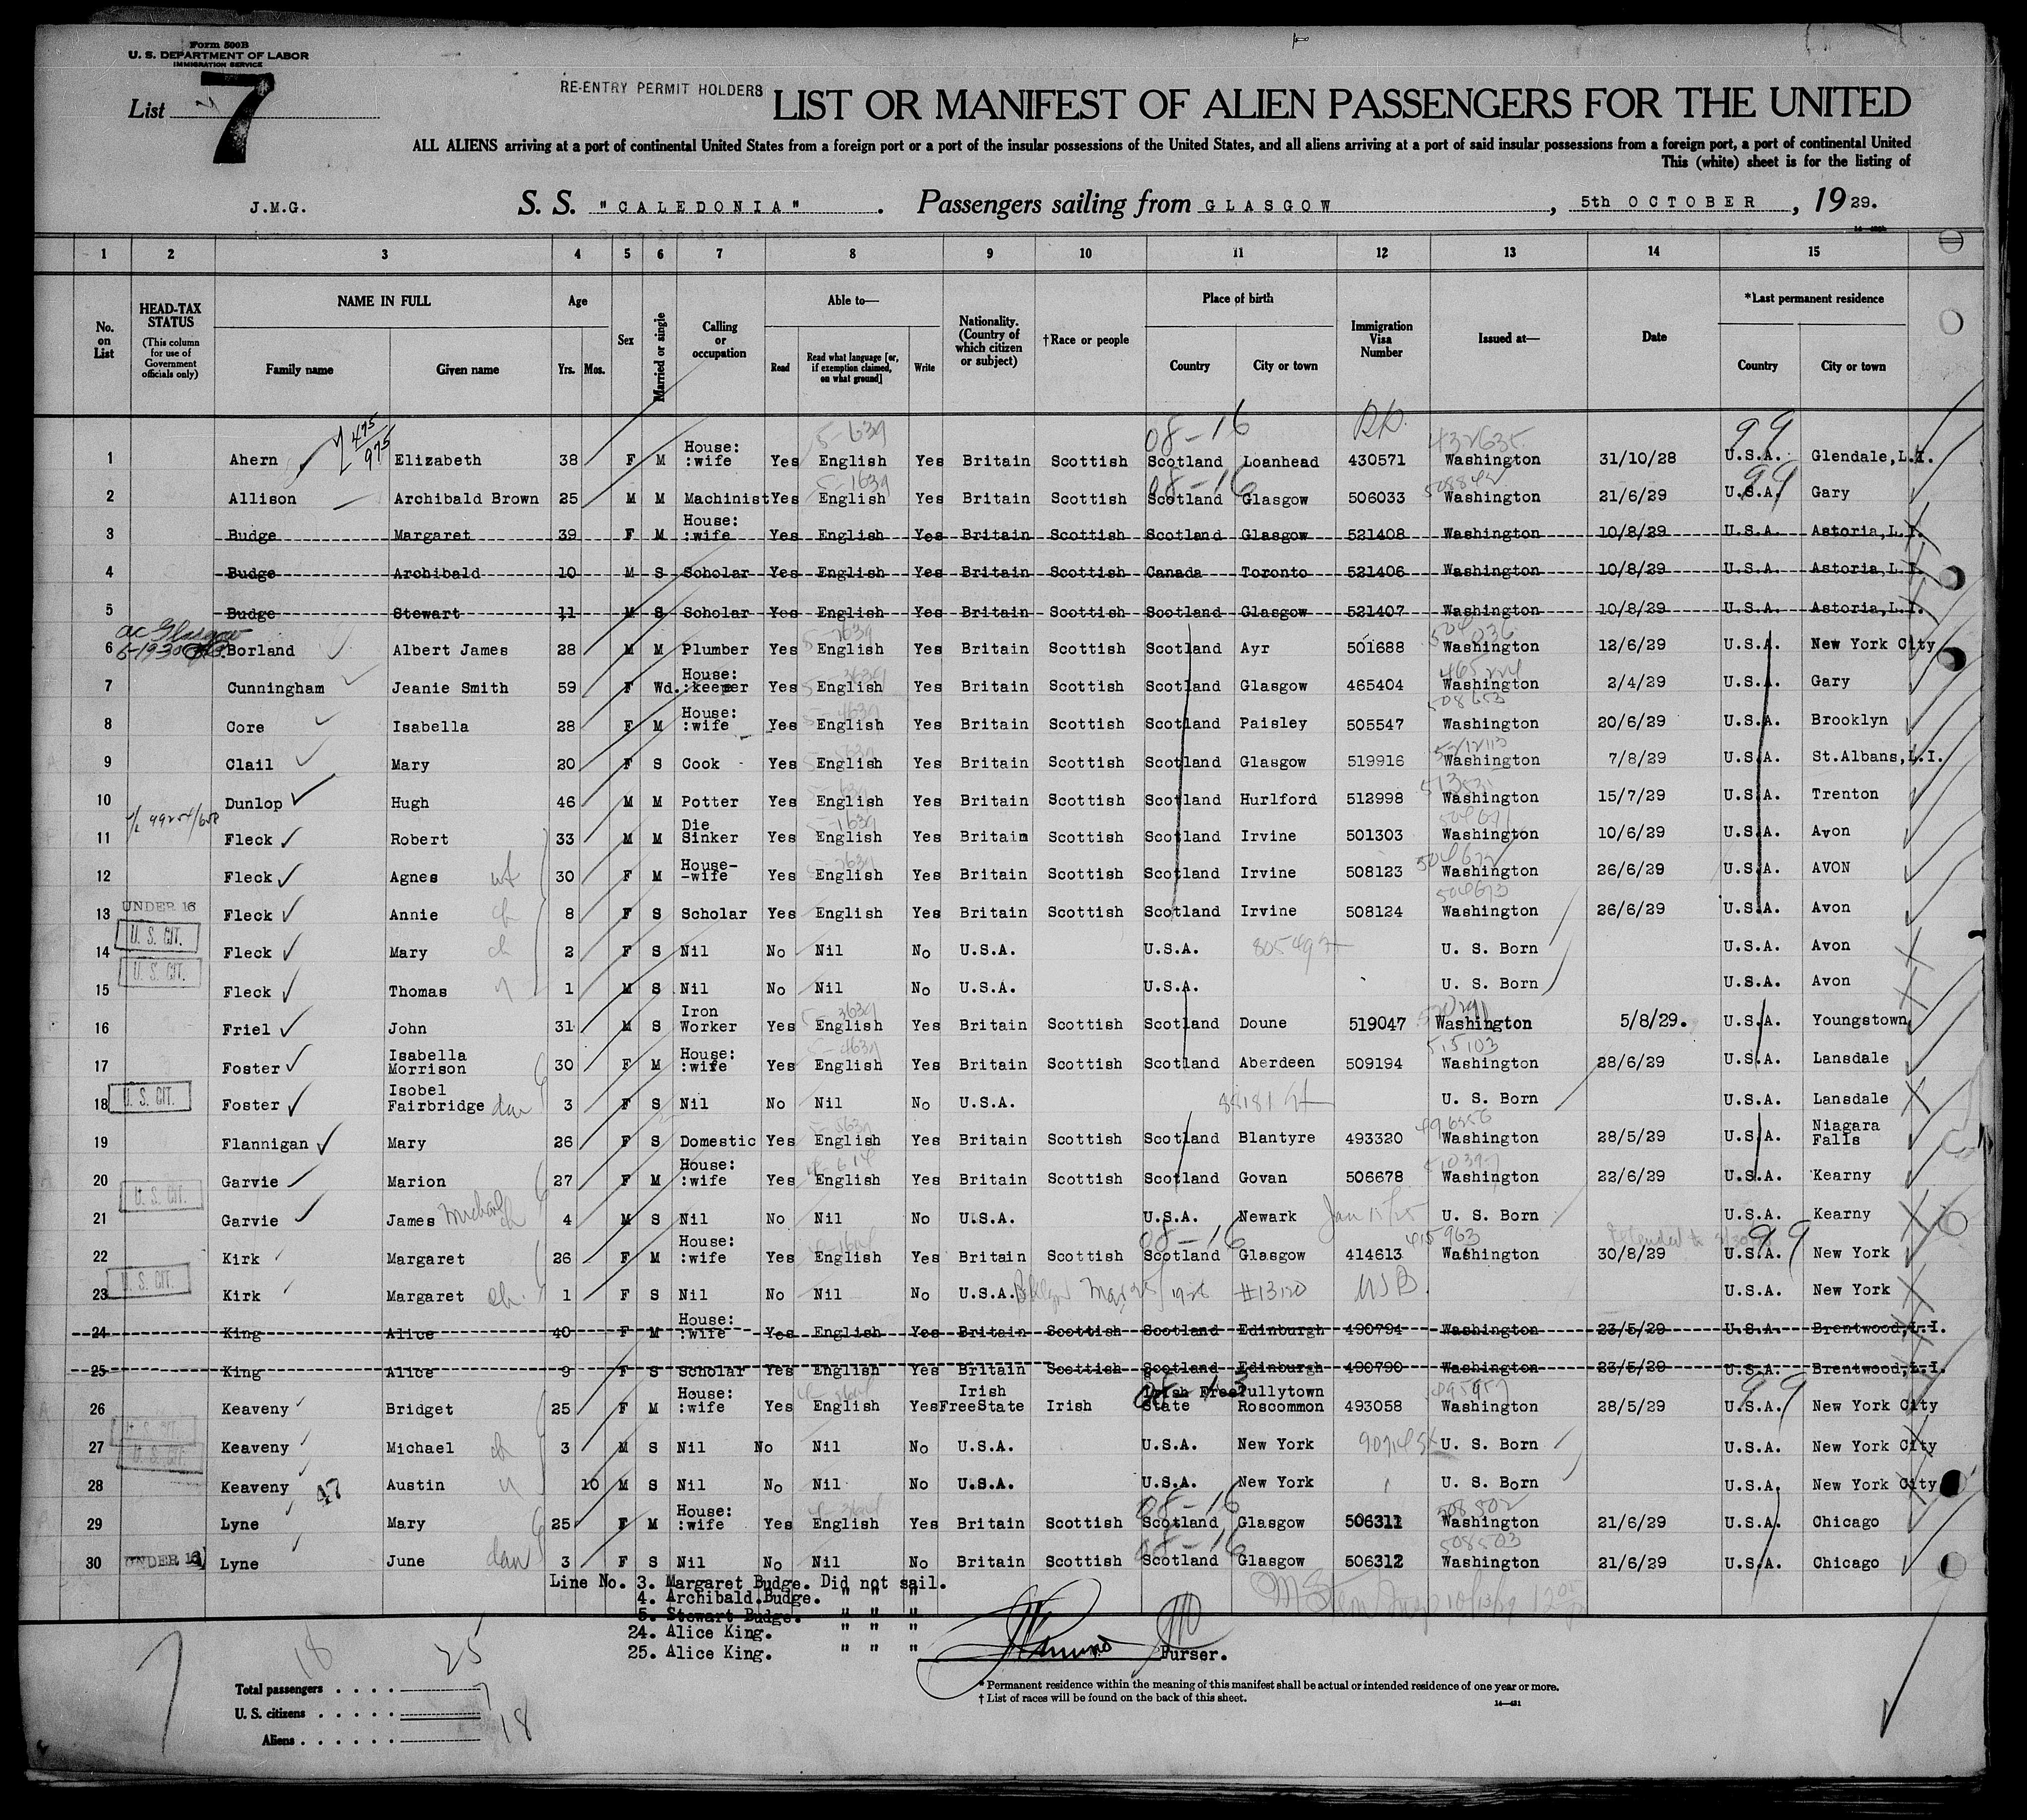 Form 500B
U. S. DEPARTMENT OF LABOR
IMMIGRATION SERVICE
List 7
RE-ENTRY PERMIT HOLDERS
LIST OR MANIFEST OF ALIEN PASSENGERS FOR THE UNITED
ALL ALIENS arriving at a port of continental United States from a foreign port or a port of the insular possessions of the United States, and all aliens arriving at a port of said insular possessions from a foreign port, a port of continental United
This (white) sheet is for the listing of
J.M.G. S. S. "CALEDONIA" . Passengers sailing from GLASGOW , 5th OCTOBER , 19 29.
1 2 3 4 5 6 7 8 9 10 11 12 13 14 15
No. on List
HEAD-TAX STATUS (This column for use of Government officials only)
NAME IN FULL
Family name Given name
Age
Yrs. Mos.
Sex
Married or single
Calling or occupation
Able to—
Read Read what language [or, if exemption claimed, on what ground] Write
Nationality. (Country of which citizen or subject)
†Race or people
Place of birth
Country City or town
Immigration Visa Number
Issued at—
Date
*Last permanent residence
Country City or town
08-16 99
1 Ahern Elizabeth 38 F M House: :wife Yes English Yes Britain Scottish Scotland Loanhead 430571 Washington 31/10/28 U.S.A. Glendale,L.I.
2 Allison Archibald Brown 25 M M Machinist Yes English Yes Britain Scottish Scotland Glasgow 506033 Washington 21/6/29 U.S.A. Gary
3 Budge Margaret 39 F M House: :wife Yes English Yes Britain Scottish Scotland Glasgow 521408 Washington 10/8/29 U.S.A. Astoria,L.I.
4 Budge Archibald 10 M S Scholar Yes English Yes Britain Scottish Canada Toronto 521406 Washington 10/8/29 U.S.A. Astoria,L.I.
5 Budge Stewart 11 M S Scholar Yes English Yes Britain Scottish Scotland Glasgow 521407 Washington 10/8/29 U.S.A. Astoria,L.I.
6 Borland Albert James 28 M M Plumber Yes English Yes Britain Scottish Scotland Ayr 501688 Washington 12/6/29 U.S.A. New York City
7 Cunningham Jeanie Smith 59 F Wd. House: :keeper Yes English Yes Britain Scottish Scotland Glasgow 465404 Washington 2/4/29 U.S.A. Gary
8 Core Isabella 28 F M House: :wife Yes English Yes Britain Scottish Scotland Paisley 505547 Washington 20/6/29 U.S.A. Brooklyn
9 Clail Mary 20 F S Cook Yes English Yes Britain Scottish Scotland Glasgow 519916 Washington 7/8/29 U.S.A. St.Albans,L.I.
10 Dunlop Hugh 46 M M Potter Yes English Yes Britain Scottish Scotland Hurlford 512998 Washington 15/7/29 U.S.A. Trenton
11 Fleck Robert 33 M M Die Sinker Yes English Yes Britain Scottish Scotland Irvine 501303 Washington 10/6/29 U.S.A. Avon
12 Fleck Agnes 30 F M House- -wife Yes English Yes Britain Scottish Scotland Irvine 508123 Washington 26/6/29 U.S.A. AVON
13 UNDER 16 Fleck Annie 8 F S Scholar Yes English Yes Britain Scottish Scotland Irvine 508124 Washington 26/6/29 U.S.A. Avon
14 U. S. CIT. Fleck Mary 2 F S Nil No Nil No U.S.A. U.S.A. U. S. Born U.S.A. Avon
15 U. S. CIT. Fleck Thomas 1 M S Nil No Nil No U.S.A. U.S.A. U. S. Born U.S.A. Avon
16 Friel John 31 M S Iron Worker Yes English Yes Britain Scottish Scotland Doune 519047 Washington 5/8/29. U.S.A. Youngstown
17 Foster Isabella Morrison 30 F M House: :wife Yes English Yes Britain Scottish Scotland Aberdeen 509194 Washington 28/6/29 U.S.A. Lansdale
18 U. S. CIT. Foster Isobel Fairbridge dau 3 F S Nil No Nil No U.S.A. U. S. Born U.S.A. Lansdale
19 Flannigan Mary 26 F S Domestic Yes English Yes Britain Scottish Scotland Blantyre 493320 Washington 28/5/29 U.S.A. Niagara Falls
20 Garvie Marion 27 F M House: :wife Yes English Yes Britain Scottish Scotland Govan 506678 Washington 22/6/29 U.S.A. Kearny
21 U. S. CIT. Garvie James Michael ch 4 M S Nil No Nil No U.S.A. U.S.A. Newark U. S. Born U.S.A. Kearny
08-16 99
22 Kirk Margaret 26 F M House: :wife Yes English Yes Britain Scottish Scotland Glasgow 414613 Washington 30/8/29 U.S.A. New York
23 U. S. CIT. Kirk Margaret ch. 1 F S Nil No Nil No U.S.A. #13120 USB. U.S.A. New York
24 King Alice 40 F M House: :wife Yes English Yes Britain Scottish Scotland Edinburgh 490794 Washington 23/5/29 U.S.A. Brentwood,L.I.
25 King Alice 9 F S Scholar Yes English Yes Britain Scottish Scotland Edinburgh 490790 Washington 23/5/29 U.S.A. Brentwood,L.I.
26 Keaveny Bridget 25 F M House: :wife Yes English Yes Irish FreeState Irish Irish Free State Tullytown Roscommon 493058 Washington 28/5/29 U.S.A. New York City
27 U. S. CIT. Keaveny Michael ch 3 M S Nil No Nil No U.S.A. U.S.A. New York U. S. Born U.S.A. New York City
28 U. S. CIT. Keaveny 47 Austin 10 M S Nil No Nil No U.S.A. U.S.A. New York U. S. Born U.S.A. New York City
08-16
29 Lyne Mary 25 F M House: :wife Yes English Yes Britain Scottish Scotland Glasgow 506311 Washington 21/6/29 U.S.A. Chicago
30 UNDER 16 Lyne June dau 3 F S Nil No Nil No Britain Scottish Scotland Glasgow 506312 Washington 21/6/29 U.S.A. Chicago
Line No. 3. Margaret Budge. Did not sail.
4. Archibald Budge. " " "
5. Stewart Budge. " " "
24. Alice King. " " "
25. Alice King. " " "
Purser.
18 25
Total passengers . . . .
7
U. S. citizens . . . . .
Aliens . . . . . . 18
* Permanent residence within the meaning of this manifest shall be actual or intended residence of one year or more.
† List of races will be found on the back of this sheet.
14—421